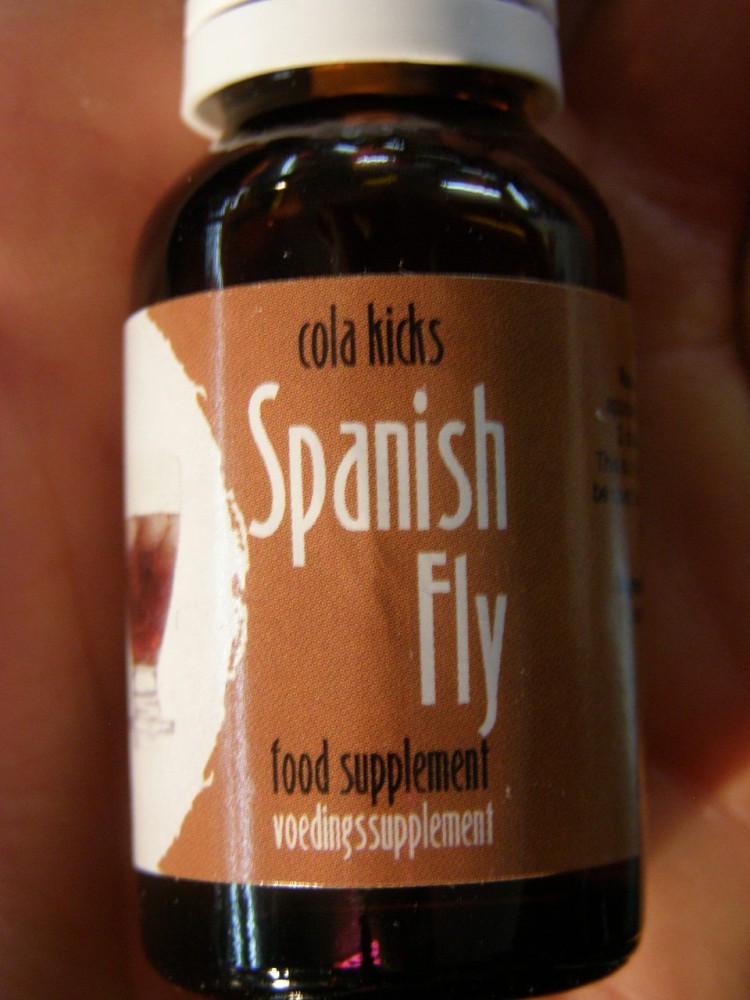 cola kicks
Spanish
Fly
food supplement
voedingssupplement